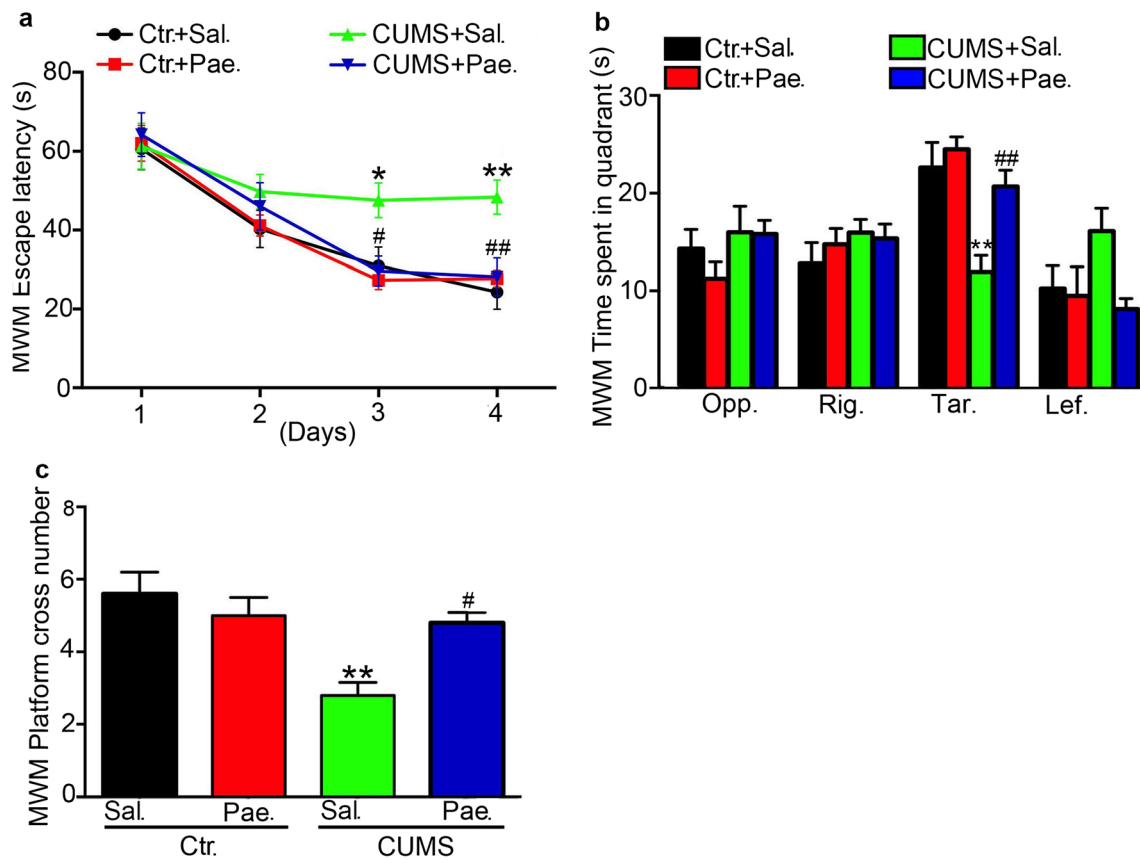 a
Ctr.+Sal. CUMS+Sal.
Ctr.+Pae. CUMS+Pae.
MWM Escape latency (s)
80
60
40
20
0
* **
# ##
1 2 3 4
(Days)
b
Ctr.+Sal. CUMS+Sal.
Ctr.+Pae. CUMS+Pae.
MWM Time spent in quadrant (s)
30
20
10
0
##
**
Opp. Rig. Tar. Lef.
c
MWM Platform cross number
8
6
4
2
0
#
**
Sal. Pae. Sal. Pae.
Ctr. CUMS